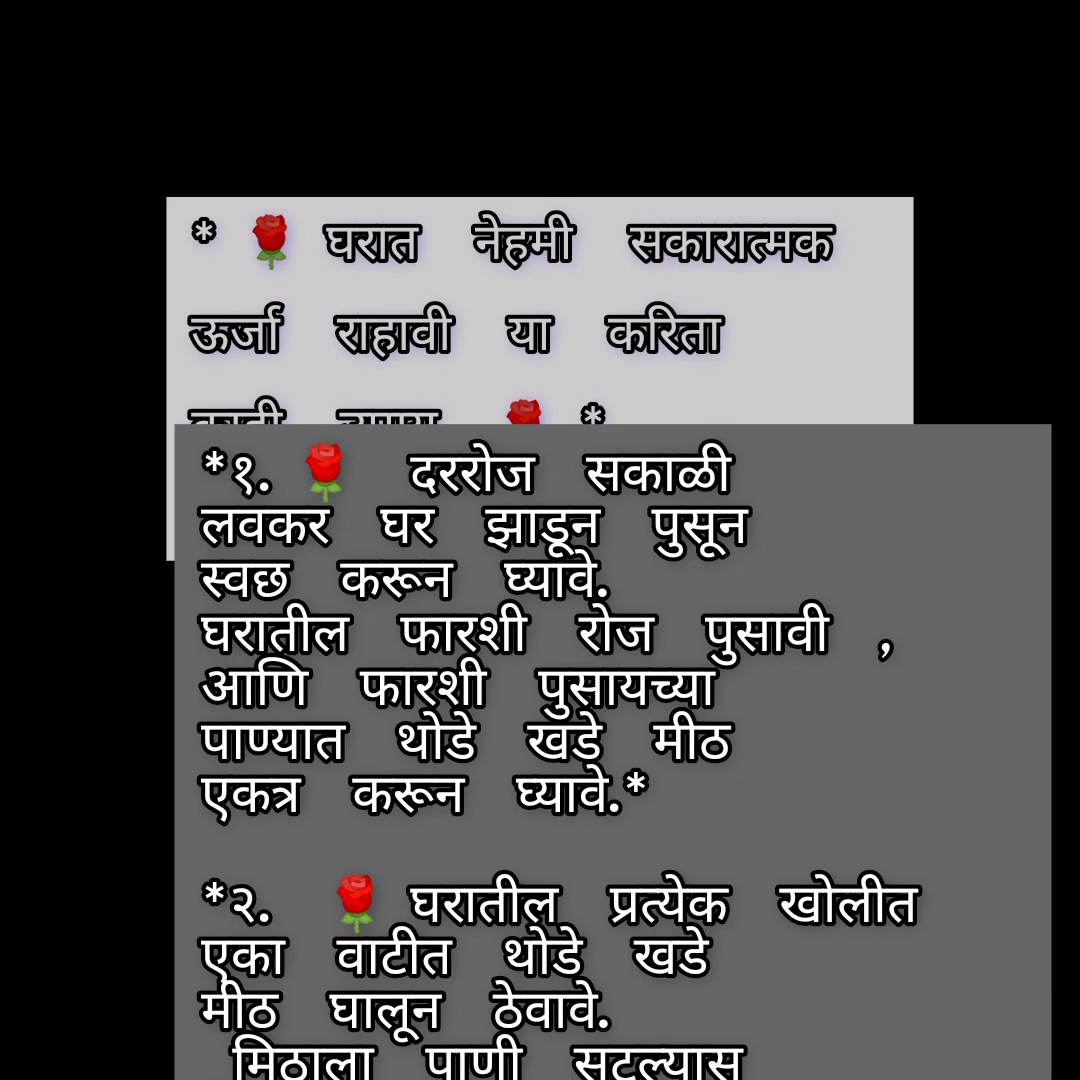 * 🌹 घरात नेहमी सकारात्मक
ऊर्जा राहावी या करिता
🌹 *
*१. 🌹 दररोज सकाळी
लवकर घर झाडून पुसून
स्वछ करून घ्यावे.
घरातील फारशी रोज पुसावी ,
आणि फारशी पुसायच्या
पाण्यात थोडे खडे मीठ
एकत्र करून घ्यावे.*
*२. 🌹 घरातील प्रत्येक खोलीत
एका वाटीत थोडे खडे
मीठ घालून ठेवावे.
मिठाला पाणी सुटल्यास